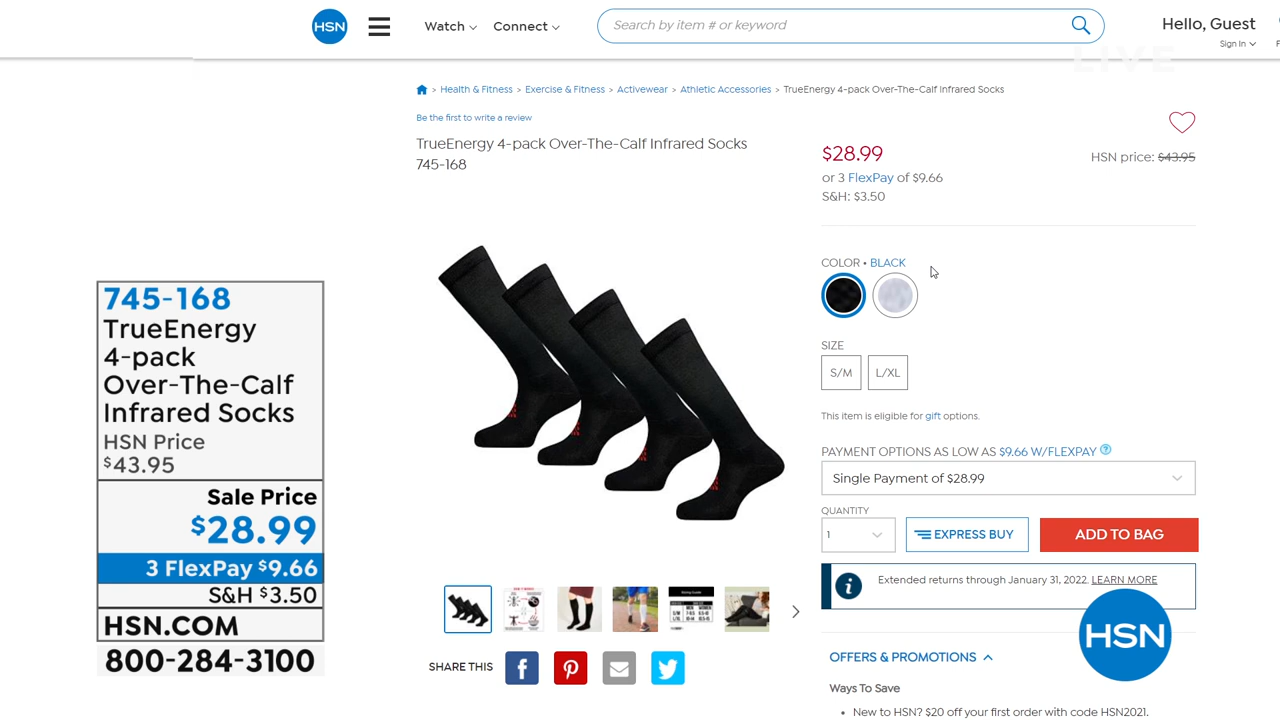 HSN
Watch
Connect
Search by item # or keyword
Hello, Guest
Sign In
LIVE
> Health & Fitness > Exercise & Fitness > Activewear > Athletic Accessories > TrueEnergy 4-pack Over-The-Calf Infrared Socks
Be the first to write a review
TrueEnergy 4-pack Over-The-Calf Infrared Socks
745-168
$28.99
HSN price: $43.95
or 3 FlexPay of $9.66
S&H: $3.50
COLOR • BLACK
SIZE
S/M
L/XL
This item is eligible for gift options.
PAYMENT OPTIONS AS LOW AS $9.66 W/FLEXPAY ?
Single Payment of $28.99
QUANTITY
1
EXPRESS BUY
ADD TO BAG
Extended returns through January 31, 2022. LEARN MORE
OFFERS & PROMOTIONS
Ways To Save
• New to HSN? $20 off your first order with code HSN2021.
SHARE THIS
745-168
TrueEnergy
4-pack
Over-The-Calf
Infrared Socks
HSN Price
$43.95
Sale Price
$28.99
3 FlexPay $9.66
S&H $3.50
HSN.COM
800-284-3100
HSN